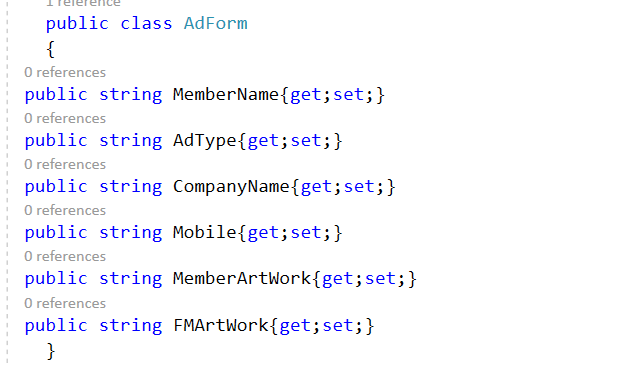 1 reference
public class AdForm
{
0 references
public string MemberName{get;set;}
0 references
public string AdType{get;set;}
0 references
public string CompanyName{get;set;}
0 references
public string Mobile{get;set;}
0 references
public string MemberArtWork{get;set;}
0 references
public string FMArtWork{get;set;}
}